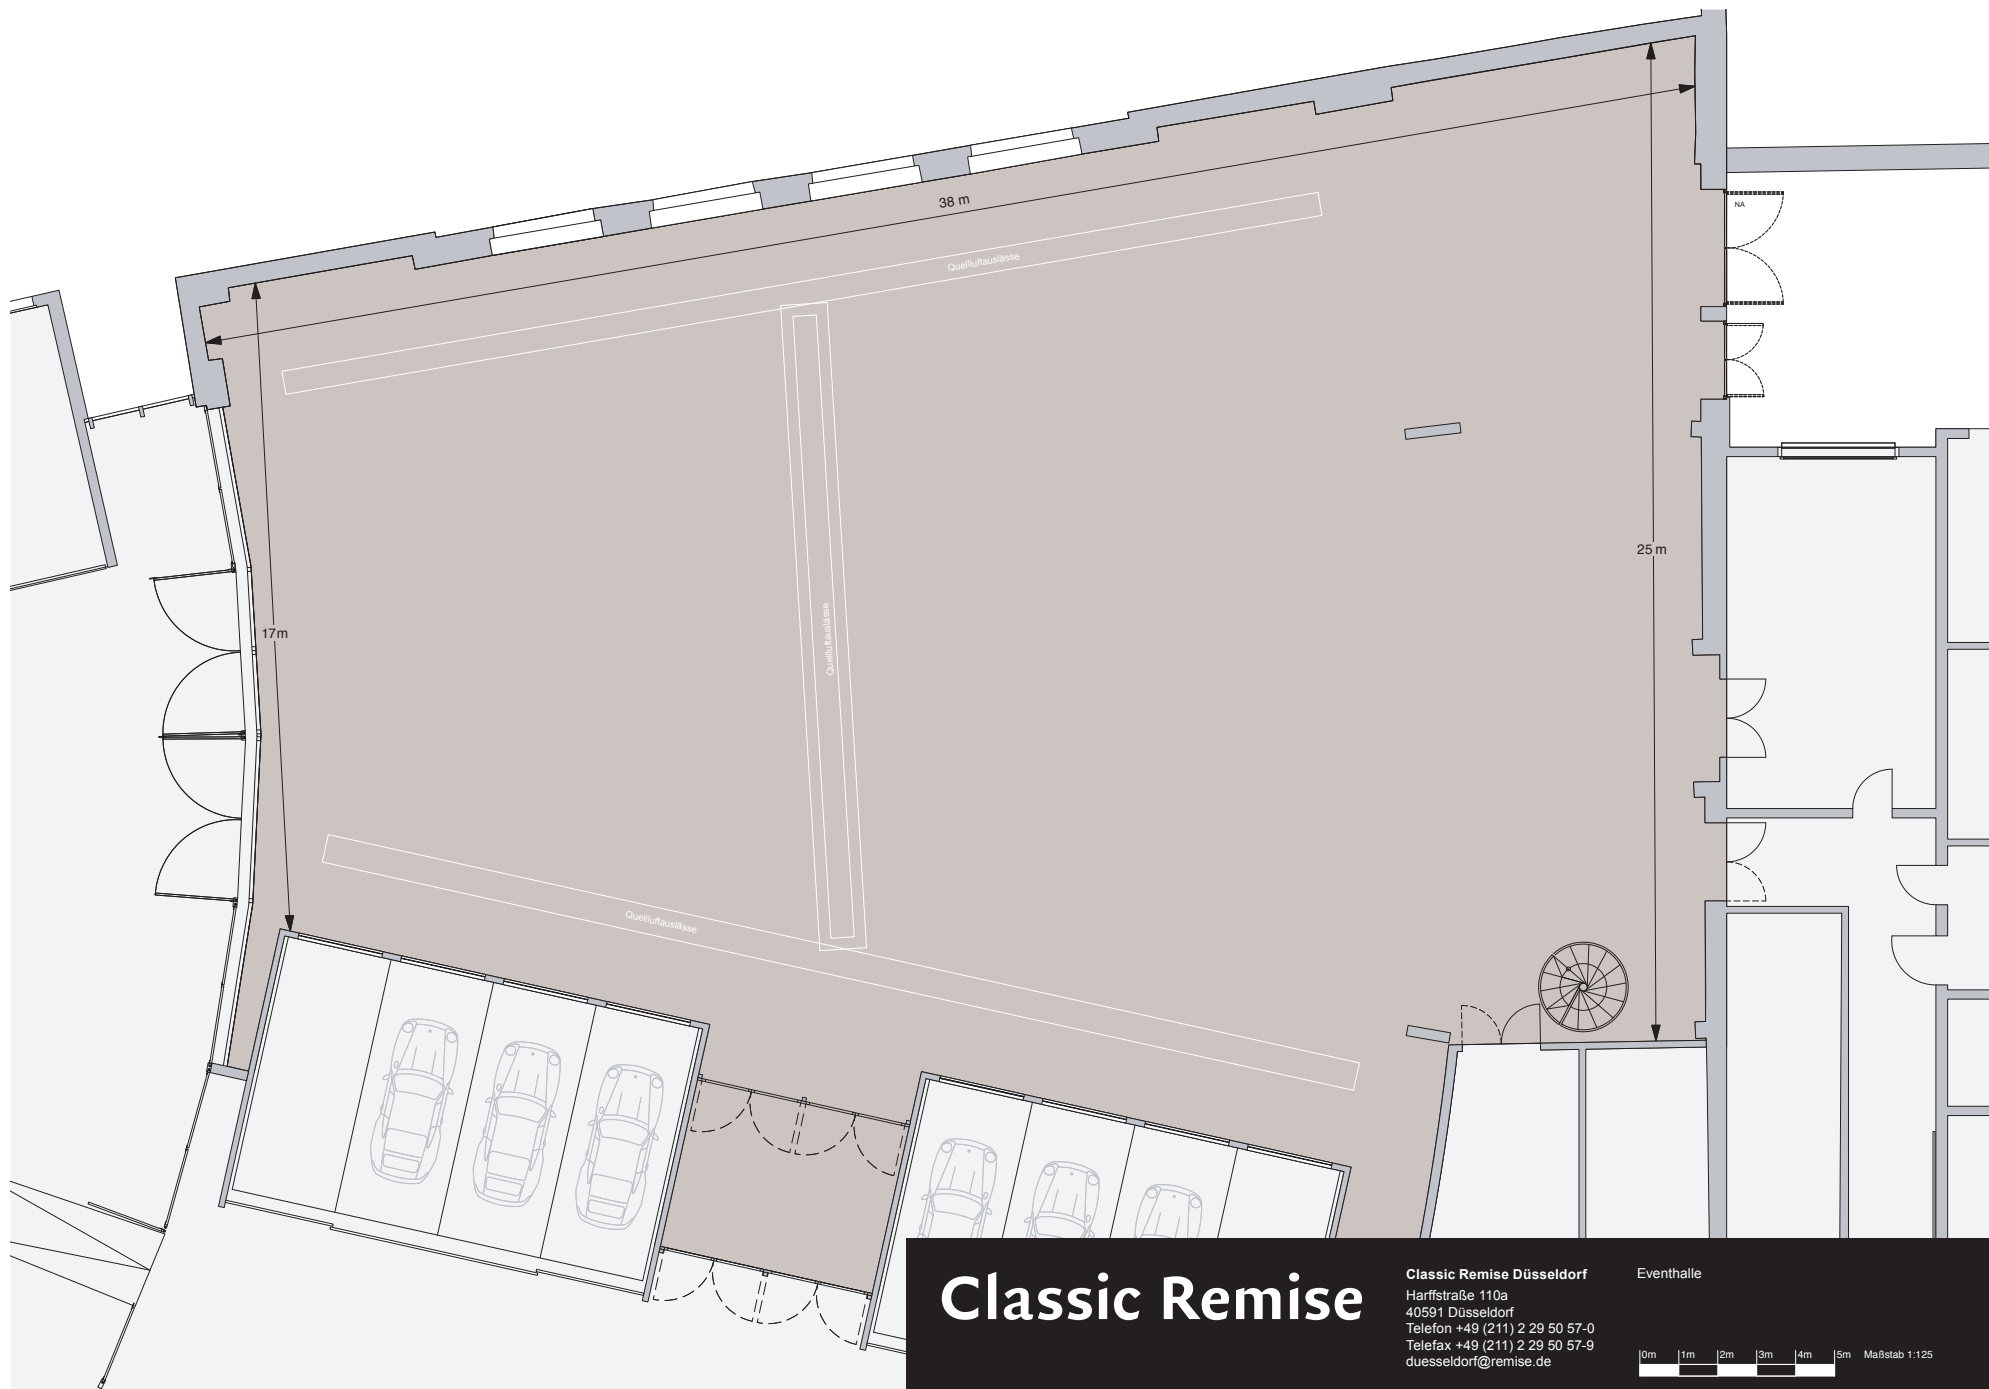 38 m
NA
Quellluftauslässe
25 m
17m
Quellluftauslässe
Quellluftauslässe
Classic Remise
Classic Remise Düsseldorf
Harffstraße 110a
40591 Düsseldorf
Telefon +49 (211) 2 29 50 57-0
Telefax +49 (211) 2 29 50 57-9
duesseldorf@remise.de
Eventhalle
0m 1m 2m 3m 4m 5m Maßstab 1:125